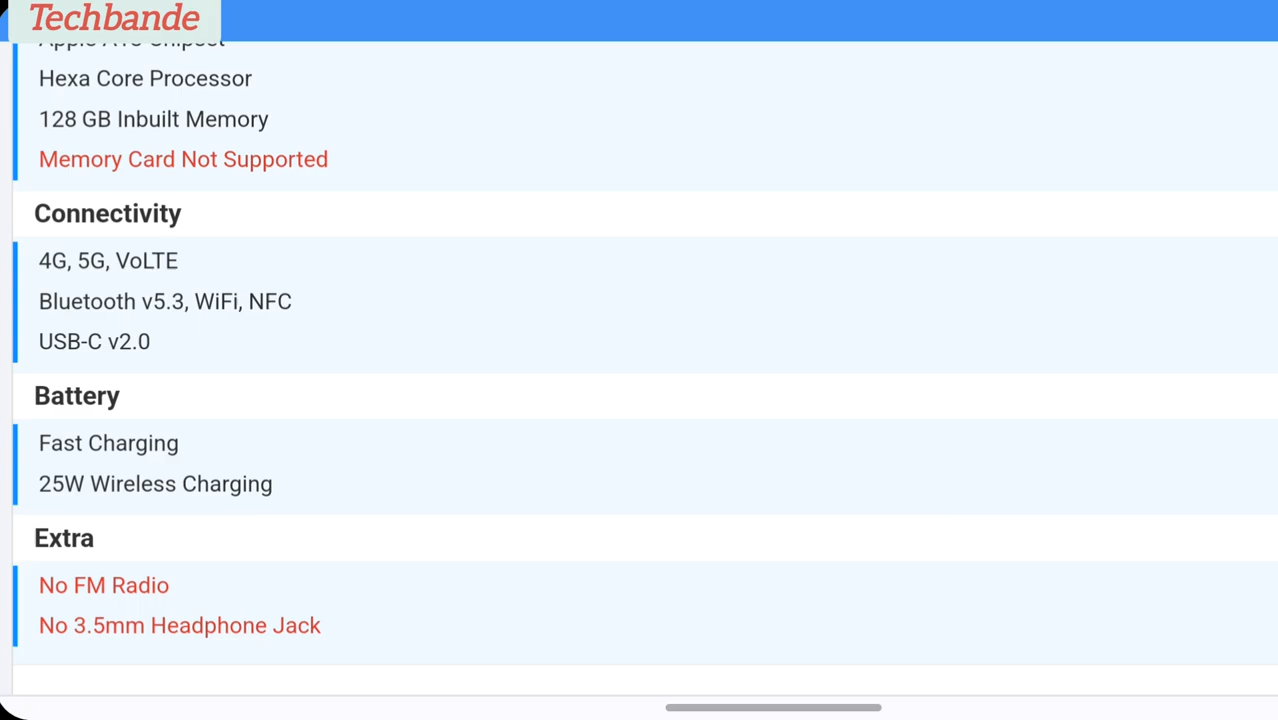 Techbande
Hexa Core Processor
128 GB Inbuilt Memory
Memory Card Not Supported
Connectivity
4G, 5G, VoLTE
Bluetooth v5.3, WiFi, NFC
USB-C v2.0
Battery
Fast Charging
25W Wireless Charging
Extra
No FM Radio
No 3.5mm Headphone Jack